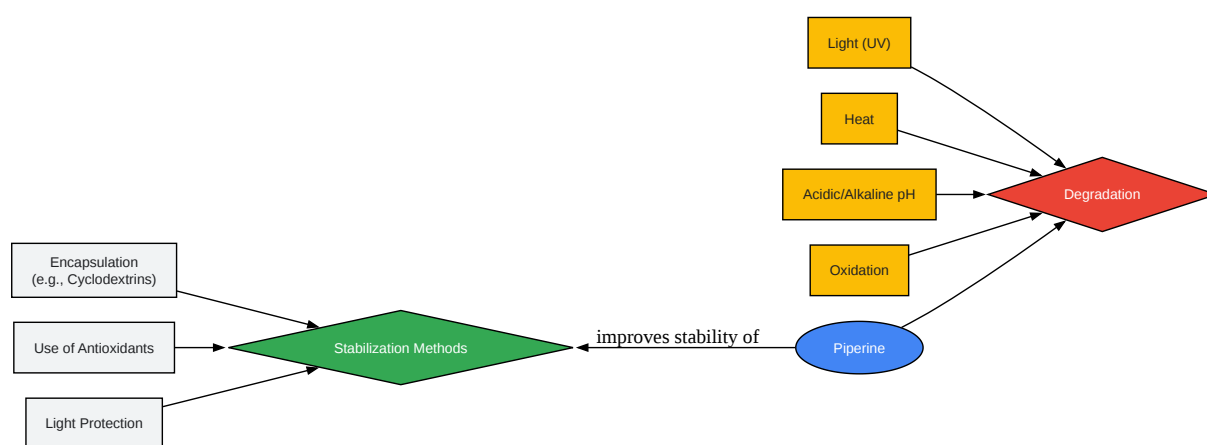 Light (UV)
Heat
Acidic/Alkaline pH
Degradation
Oxidation
Encapsulation
(e.g., Cyclodextrins)
Use of Antioxidants
Stabilization Methods
improves stability of
Piperine
Light Protection